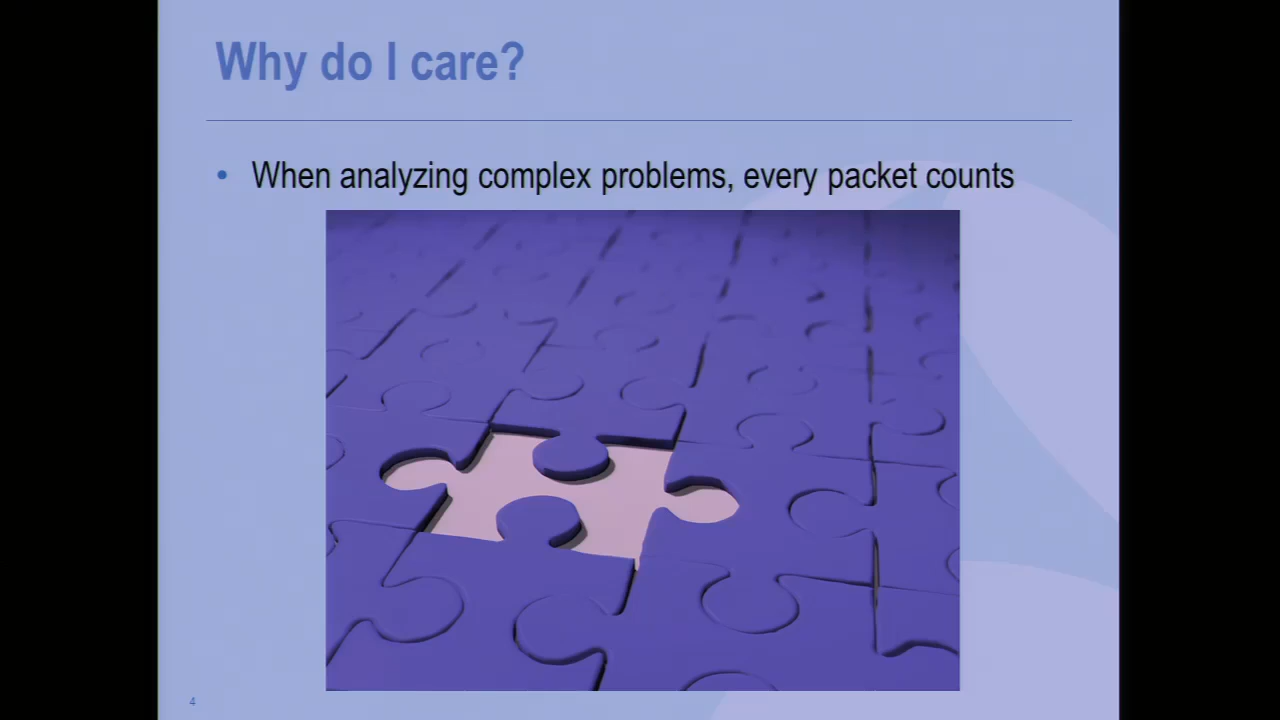 Why do I care?
• When analyzing complex problems, every packet counts
4